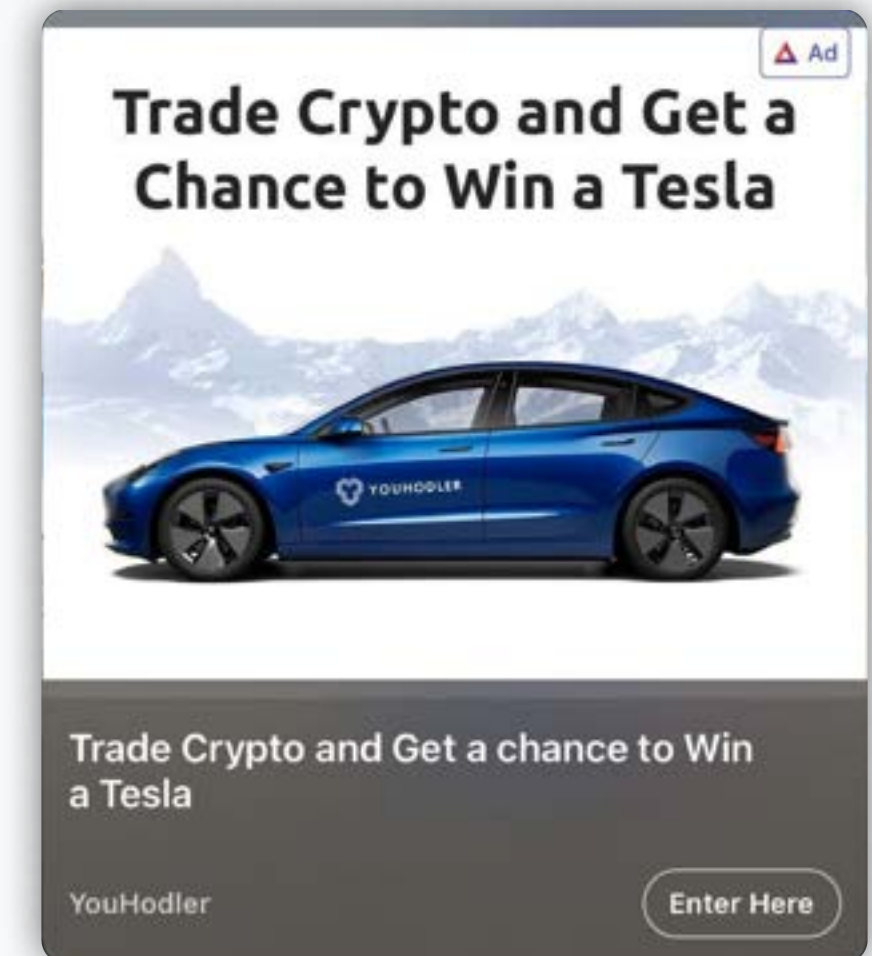 Ad
Trade Crypto and Get a
Chance to Win a Tesla
YOUHODLER
Trade Crypto and Get a chance to Win
a Tesla
YouHodler
Enter Here